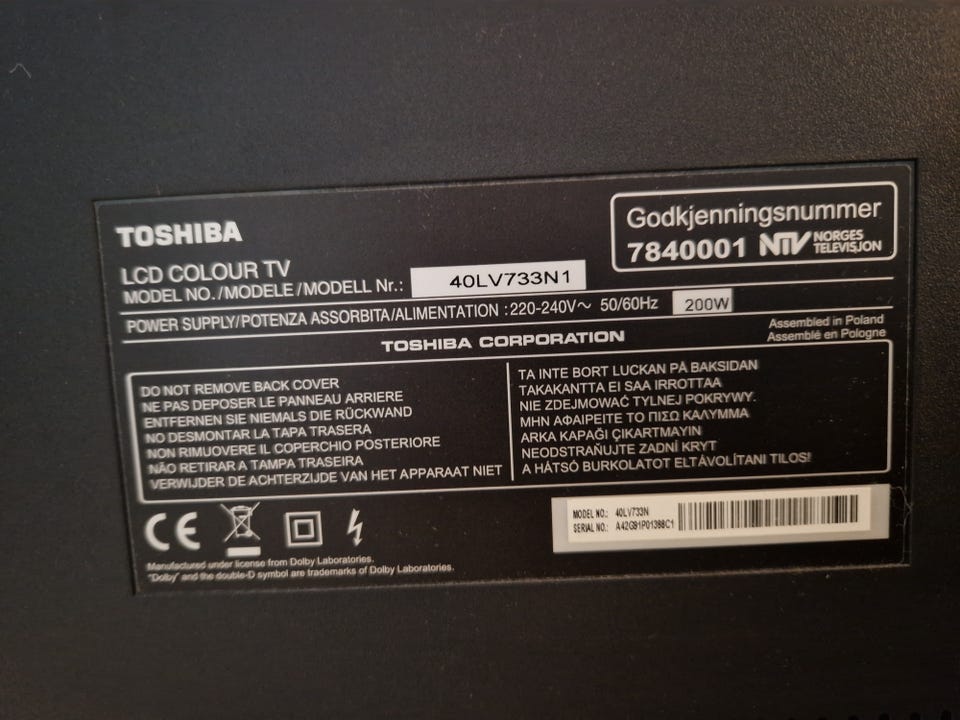 TOSHIBA
LCD COLOUR TV
MODEL NO./MODELE/MODELL Nr.: 40LV733N1
Godkjenningsnummer
7840001 NTV NORGES TELEVISJON
POWER SUPPLY/POTENZA ASSORBITA/ALIMENTATION :220-240V~ 50/60Hz 200W
TOSHIBA CORPORATION
Assembled in Poland
Assemblé en Pologne
DO NOT REMOVE BACK COVER
NE PAS DEPOSER LE PANNEAU ARRIERE
ENTFERNEN SIE NIEMALS DIE RÜCKWAND
NO DESMONTAR LA TAPA TRASERA
NON RIMUOVERE IL COPERCHIO POSTERIORE
NÃO RETIRAR A TAMPA TRASEIRA
VERWIJDER DE ACHTERZIJDE VAN HET APPARAAT NIET
TA INTE BORT LUCKAN PÅ BAKSIDAN
TAKAKANTTA EI SAA IRROTTAA
NIE ZDEJMOWAĆ TYLNEJ POKRYWY.
ΜΗΝ ΑΦΑΙΡΕΙΤΕ ΤΟ ΠΙΣΩ ΚΑΛΥΜΜΑ
ARKA KAPAĞI ÇIKARTMAYIN
NEODSTRAŇUJTE ZADNÍ KRYT
A HÁTSÓ BURKOLATOT ELTÁVOLÍTANI TILOS!
CE
MODEL NO.: 40LV733N
SERIAL NO.: A42G91P01398C1
Manufactured under license from Dolby Laboratories.
"Dolby" and the double-D symbol are trademarks of Dolby Laboratories.